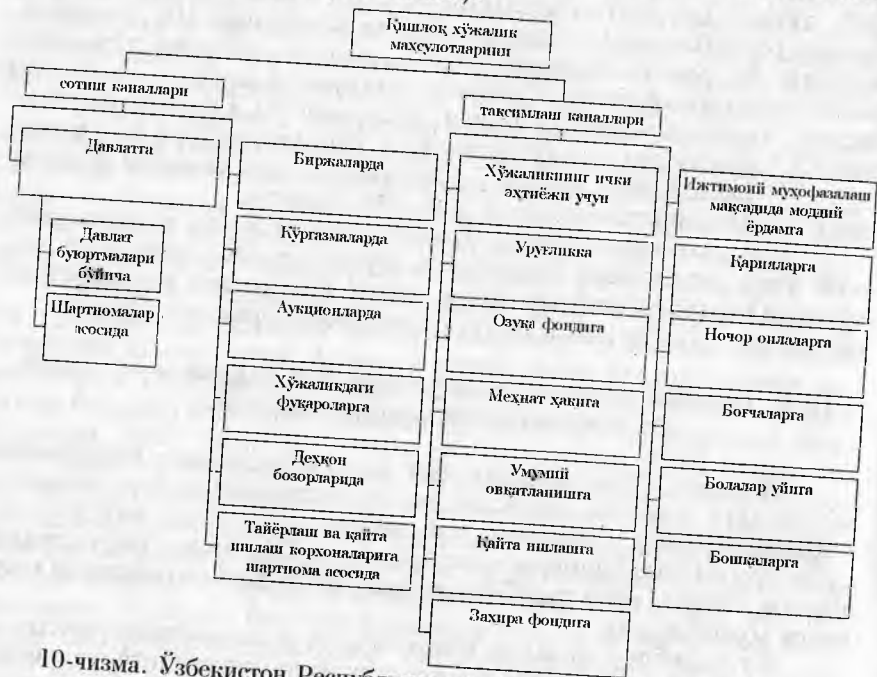 Қишлоқ хўжалик
маҳсулотларини
сотиш каналлари
тақсимлаш каналлари
Давлатга
Давлат
буюртмалари
бўйича
Шартномалар
асосида
Биржаларда
Кўргазмаларда
Аукционларда
Хўжаликдаги
фуқароларга
Деҳқон
бозорларида
Тайёрлаш ва қайта
ишлаш корхоналарига
шартнома асосида
Хўжаликнинг ички
эҳтиёжи учун
Уруғликка
Озуқа фондига
Меҳнат ҳақига
Умумий
овқатланишга
Қайта ишлашга
Захира фондига
Ижтимоий муҳофазалаш
мақсадида моддий
ёрдамга
Қарияларга
Ночор оилаларга
Боғчаларга
Болалар уйига
Бошқаларга
10-чизма. Ўзбекистон